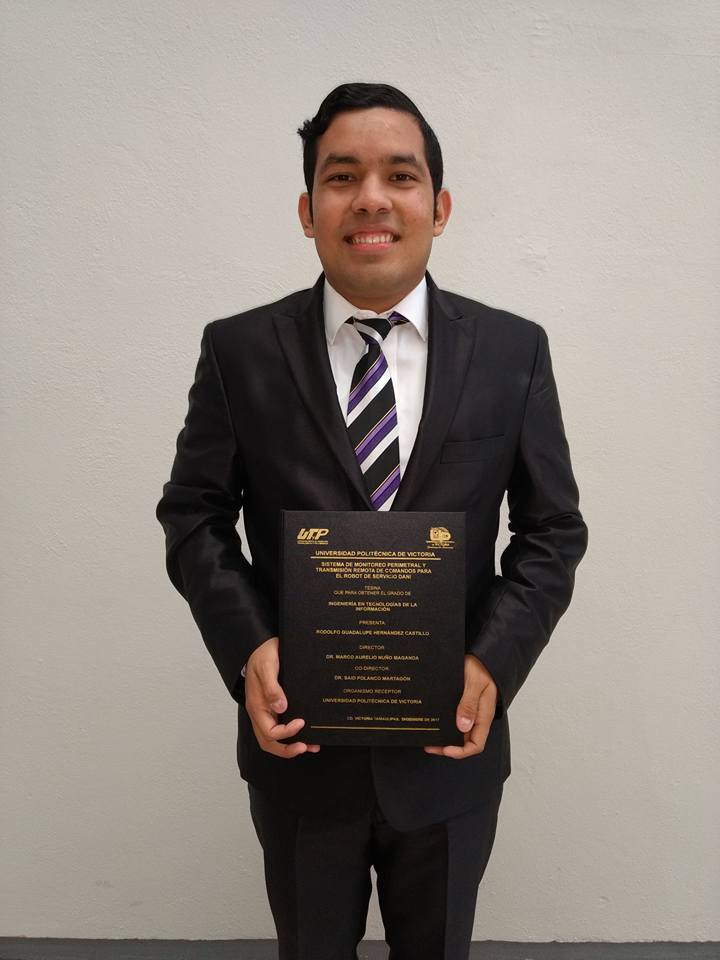 UTP
UNIVERSIDAD POLITÉCNICA DE VICTORIA
SISTEMA DE MONITOREO PERIMETRAL Y
TRANSMISIÓN REMOTA DE COMANDOS PARA
EL ROBOT DE SERVICIO DANI
TESINA
QUE PARA OBTENER EL GRADO DE
INGENIERÍA EN TECNOLOGÍAS DE LA
INFORMACIÓN
PRESENTA
RODOLFO GUADALUPE HERNÁNDEZ CASTILLO
DIRECTOR
DR. MARCO AURELIO NUÑO MAGANDA
CO-DIRECTOR
DR. SAID POLANCO MARTAGÓN
ORGANISMO RECEPTOR
UNIVERSIDAD POLITÉCNICA DE VICTORIA
CD. VICTORIA TAMAULIPAS, DICIEMBRE DE 2017